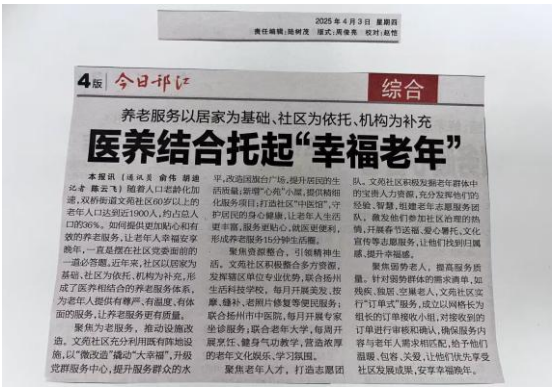 2025年4月3日 星期四
责任编辑:陆树茂 版式:周俊亮 校对:赵恺
4版 今日邗江
综合
养老服务以居家为基础、社区为依托、机构为补充
医养结合托起“幸福老年”
本报讯(通讯员 俞伟 胡迪
记者 陈云飞)随着人口老龄化加
速,双桥街道文苑社区60岁以上的
老年人口达到近1900人,约占总人
口的36%。如何提供更加贴心和有
效的养老服务,让老年人幸福安享
晚年,一直是摆在社区党委面前的
一道必答题。近年来,社区以居家为
基础、社区为依托、机构为补充,形
成了医养相结合的养老服务体系,
为老年人提供有尊严、有温度、有体
面的服务,让养老服务更有质量。
聚焦为老服务,推动设施改
造。文苑社区充分利用既有阵地设
施,以“微改造”撬动“大幸福”,升级
党群服务中心,提升服务群众的水
平,改造国旗台广场,提升居民的生
活质量;新增“心苑”小屋,提供精细
化服务项目;打造社区“中医馆”,守
护居民的身心健康,让老年人生活
更丰富,服务更贴心,就医更便利,
形成养老服务15分钟生活圈。
聚焦资源整合,引领精神生
活。文苑社区积极整合多方资源,
发挥辖区单位专业优势,联合扬州
生活科技学校,每月开展美发、按
摩、缝补、老照片修复等便民服务;
联合扬州市中医院,每月开展专家
坐诊服务;联合老年大学,每周开
展烹饪、健身气功教学,营造浓厚
的老年文化娱乐、学习氛围。
聚焦老年人才,打造志愿团
队。文苑社区积极发掘老年群体中
的宝贵人力资源,充分发挥他们的
经验、智慧,组建老年志愿服务团
队,激发他们参加社区治理的热
情,开展春节送福、爱心暑托、文化
宣传等志愿服务,让他们找到归属
感、提升幸福感。
聚焦弱势老人,提高服务质
量。针对弱势群体的需求清单,如
残疾、独居、空巢老人,文苑社区实
行“订单式”服务,成立以网格长为
组长的订单接收小组,对接收到的
订单进行审核和确认,确保服务内
容与老年人需求相匹配,给予他们
温暖、包容、关爱,让他们优先享受
社区发展成果,安享幸福晚年。